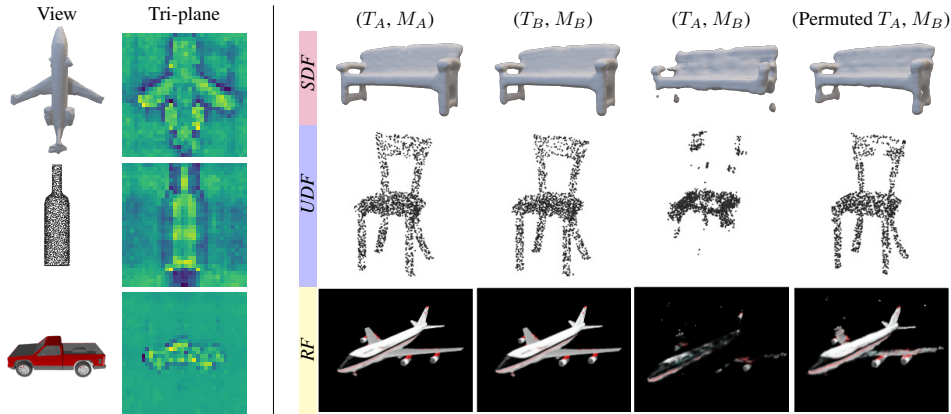 View Tri-plane
(T_A, M_A) (T_B, M_B) (T_A, M_B) (Permuted T_A, M_B)
SDF
UDF
RF